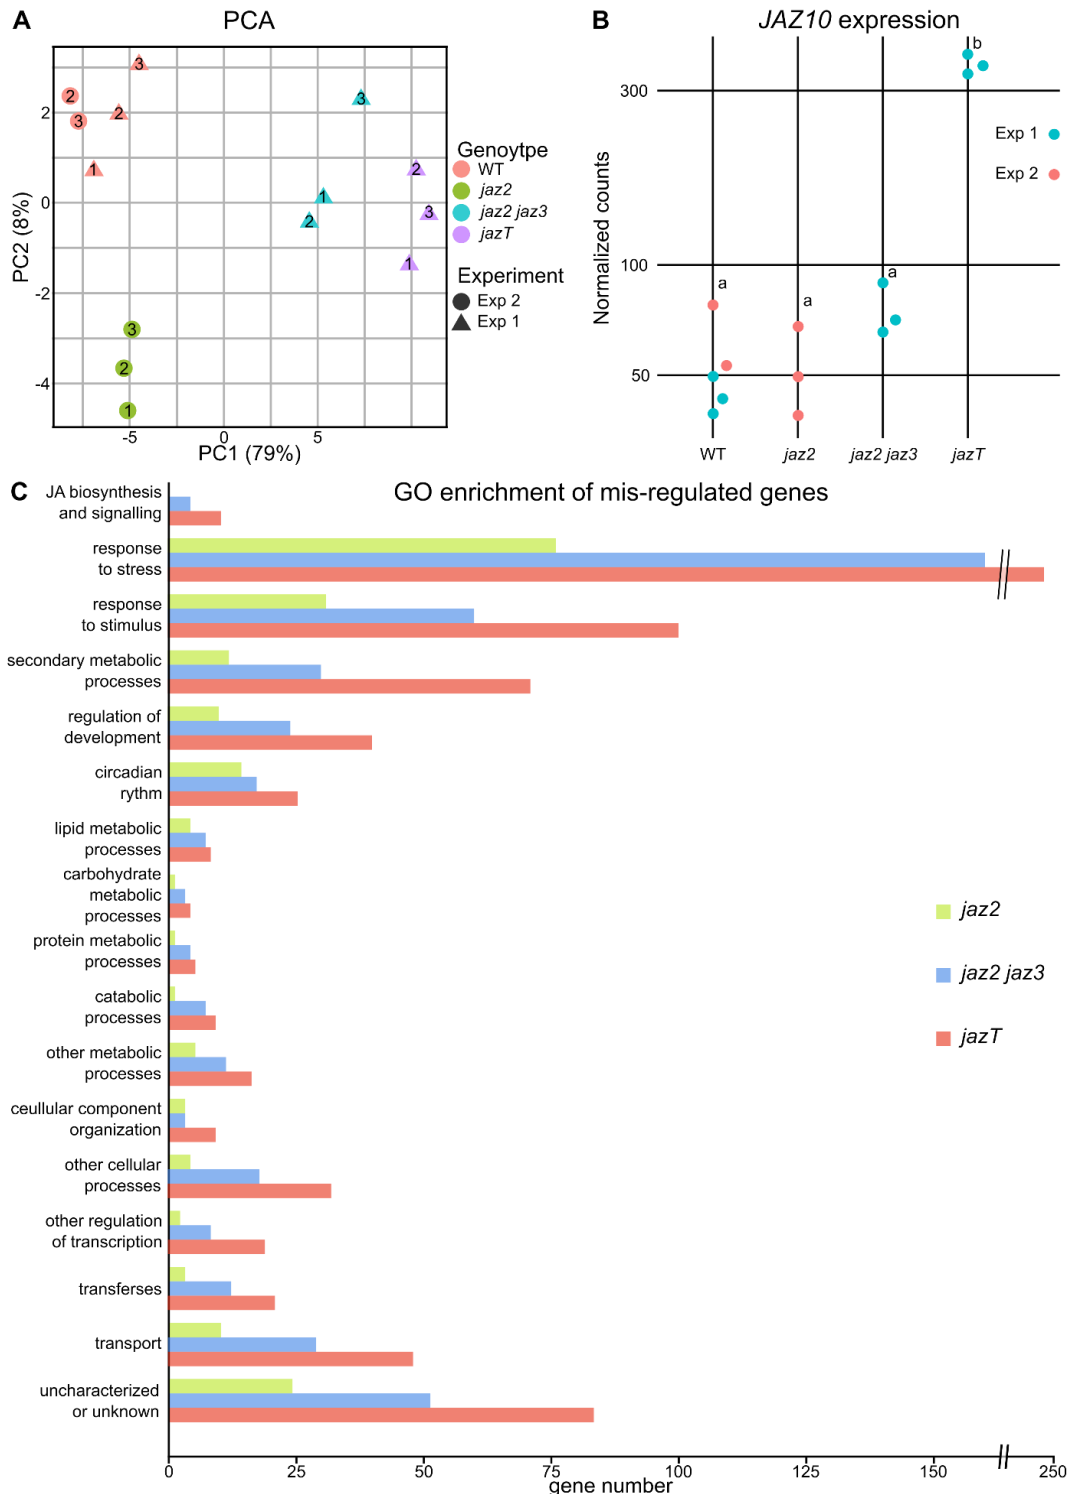 A
PCA
3
2
3
2
1
3
1
2
2
3
1
3
2
1
2
0
-2
-4
-5
0
5
PC2 (8%)
PC1 (79%)
Genoytpe
WT
jaz2
jaz2 jaz3
jazT
Experiment
Exp 2
Exp 1
B
JAZ10 expression
Normalized counts
300
100
50
a
a
a
b
Exp 1
Exp 2
WT
jaz2
jaz2 jaz3
jazT
C
GO enrichment of mis-regulated genes
JA biosynthesis
and signalling
response
to stress
response
to stimulus
secondary metabolic
processes
regulation of
development
circadian
rythm
lipid metabolic
processes
carbohydrate
metabolic
processes
protein metabolic
processes
catabolic
processes
other metabolic
processes
ceullular component
organization
other cellular
processes
other regulation
of transcription
transferses
transport
uncharacterized
or unknown
jaz2
jaz2 jaz3
jazT
0
25
50
75
100
125
150
250
gene number